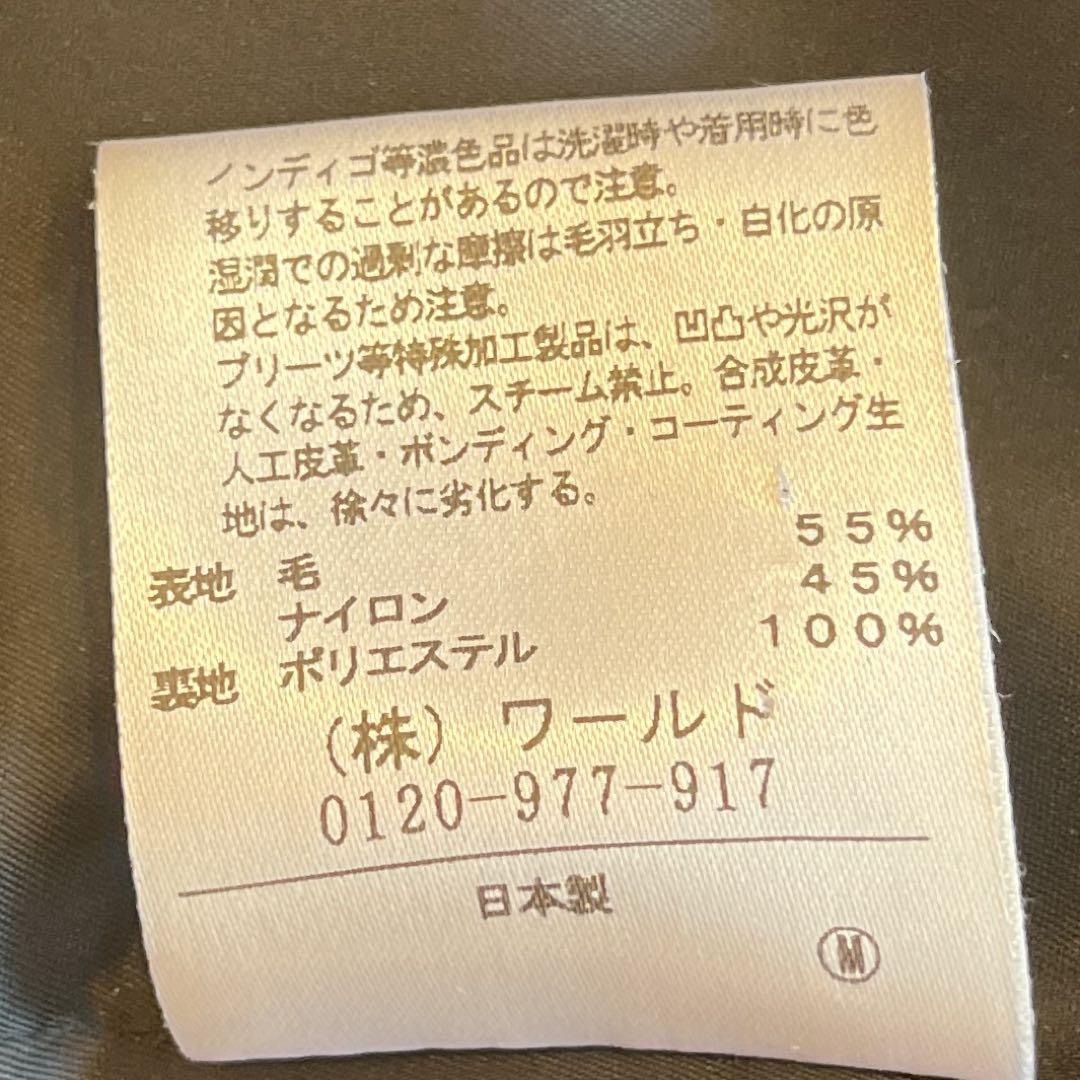 ノンディゴ等濃色品は洗濯時や着用時に色
移りすることがあるので注意。
湿潤での過剰な摩擦は毛羽立ち・白化の原
因となるため注意。
プリーツ等特殊加工製品は、凹凸や光沢が
なくなるため、スチーム禁止。合成皮革・
人工皮革・ボンディング・コーティング生
地は、徐々に劣化する。
表地 毛 55%
ナイロン 45%
裏地 ポリエステル 100%
(株) ワールド
0120-977-917
日本製
M